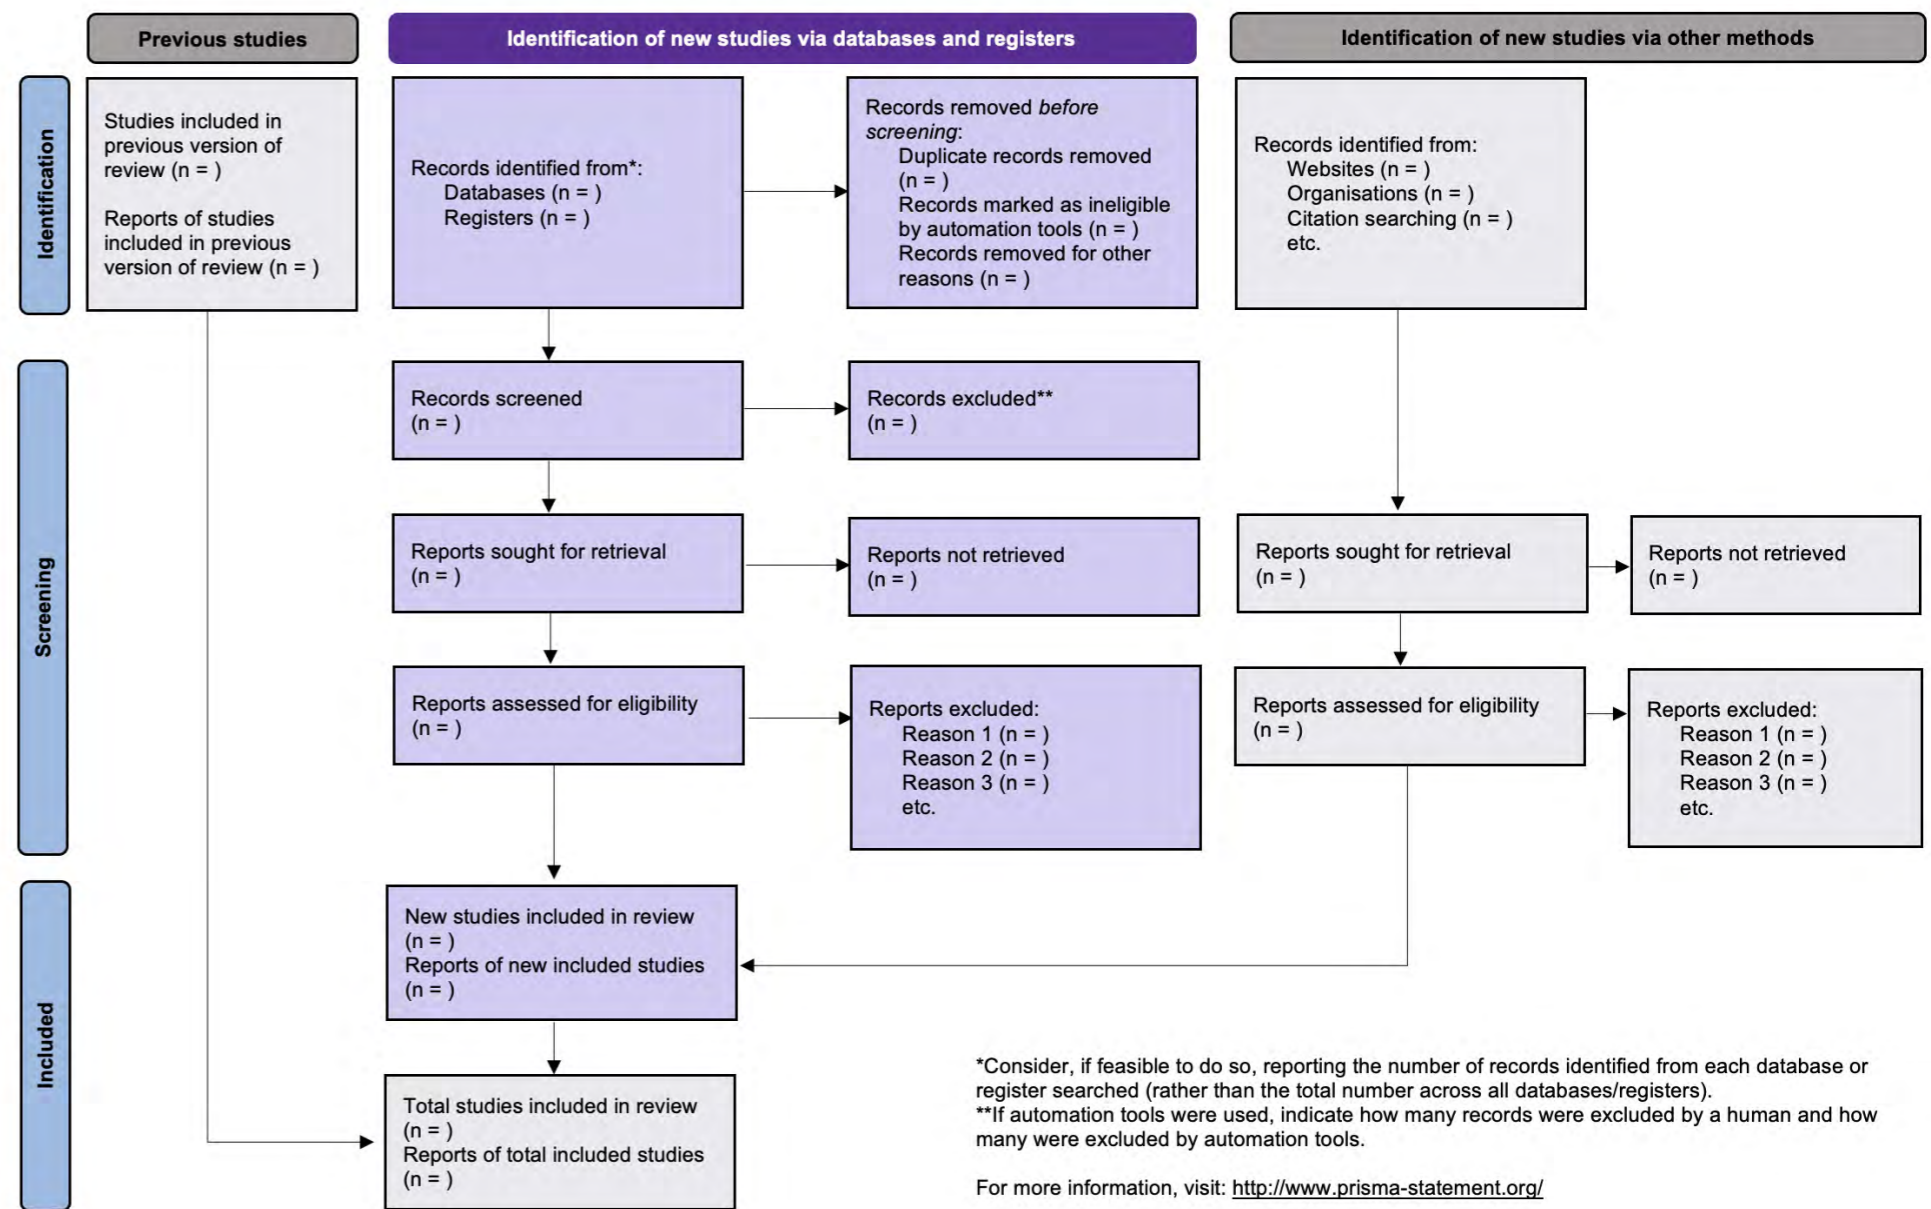 Previous studies
Identification of new studies via databases and registers
Identification of new studies via other methods
Identification
Studies included in
previous version of
review (n = )
Reports of studies
included in previous
version of review (n = )
Records identified from*:
Databases (n = )
Registers (n = )
Records removed before
screening:
Duplicate records removed
(n = )
Records marked as ineligible
by automation tools (n = )
Records removed for other
reasons (n = )
Records identified from:
Websites (n = )
Organisations (n = )
Citation searching (n = )
etc.
Screening
Records screened
(n = )
Records excluded**
(n = )
Reports sought for retrieval
(n = )
Reports not retrieved
(n = )
Reports sought for retrieval
(n = )
Reports not retrieved
(n = )
Reports assessed for eligibility
(n = )
Reports excluded:
Reason 1 (n = )
Reason 2 (n = )
Reason 3 (n = )
etc.
Reports assessed for eligibility
(n = )
Reports excluded:
Reason 1 (n = )
Reason 2 (n = )
Reason 3 (n = )
etc.
Included
New studies included in review
(n = )
Reports of new included studies
(n = )
Total studies included in review
(n = )
Reports of total included studies
(n = )
*Consider, if feasible to do so, reporting the number of records identified from each database or
register searched (rather than the total number across all databases/registers).
**If automation tools were used, indicate how many records were excluded by a human and how
many were excluded by automation tools.
For more information, visit: http://www.prisma-statement.org/